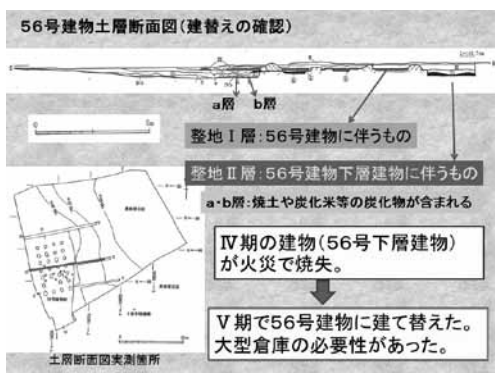 56号建物土層断面図(建替えの確認)
a層
b層
整地Ⅰ層:56号建物に伴うもの
整地Ⅱ層:56号建物下層建物に伴うもの
a・b層:焼土や炭化米等の炭化物が含まれる
Ⅳ期の建物(56号下層建物)
が火災で焼失。
Ⅴ期で56号建物に建て替えた。
大型倉庫の必要性があった。
土層断面図実測箇所